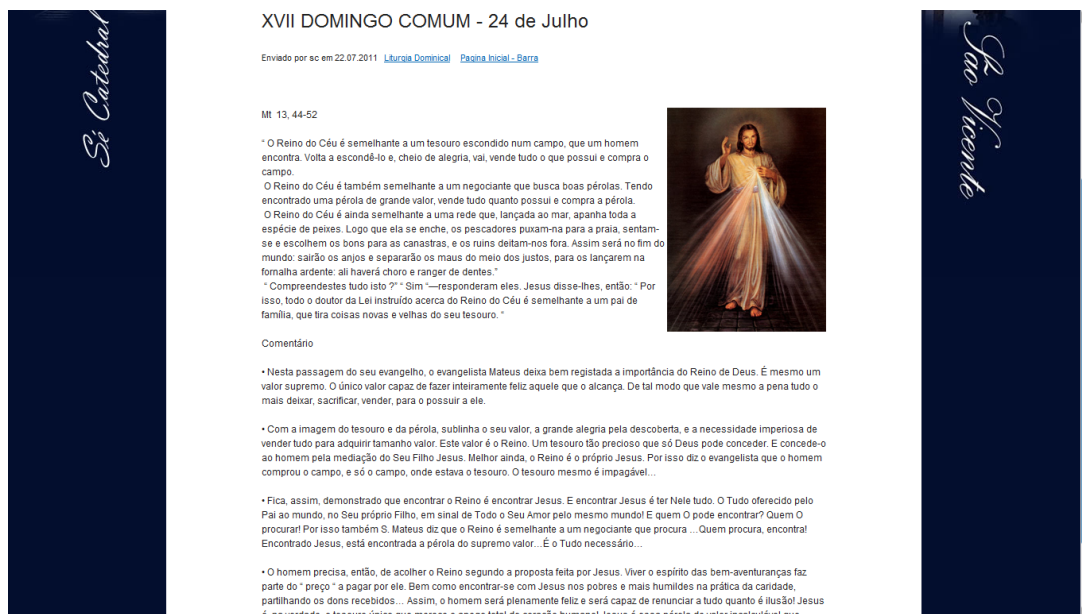 Sé Catedral
São Vicente
XVII DOMINGO COMUM - 24 de Julho
Enviado por sc em 22.07.2011 Liturgia Dominical Pagina Inicial - Barra
Mt 13, 44-52
“ O Reino do Céu é semelhante a um tesouro escondido num campo, que um homem
encontra. Volta a escondê-lo e, cheio de alegria, vai, vende tudo o que possui e compra o
campo.
O Reino do Céu é também semelhante a um negociante que busca boas pérolas. Tendo
encontrado uma pérola de grande valor, vende tudo quanto possui e compra a pérola.
O Reino do Céu é ainda semelhante a uma rede que, lançada ao mar, apanha toda a
espécie de peixes. Logo que ela se enche, os pescadores puxam-na para a praia, sentam-
se e escolhem os bons para as canastras, e os ruins deitam-nos fora. Assim será no fim do
mundo: sairão os anjos e separarão os maus do meio dos justos, para os lançarem na
fornalha ardente: ali haverá choro e ranger de dentes.”
“ Compreendestes tudo isto ?” “ Sim “—responderam eles. Jesus disse-lhes, então: “ Por
isso, todo o doutor da Lei instruído acerca do Reino do Céu é semelhante a um pai de
família, que tira coisas novas e velhas do seu tesouro. “
Comentário
• Nesta passagem do seu evangelho, o evangelista Mateus deixa bem registada a importância do Reino de Deus. É mesmo um
valor supremo. O único valor capaz de fazer inteiramente feliz aquele que o alcança. De tal modo que vale mesmo a pena tudo o
mais deixar, sacrificar, vender, para o possuir a ele.
• Com a imagem do tesouro e da pérola, sublinha o seu valor, a grande alegria pela descoberta, e a necessidade imperiosa de
vender tudo para adquirir tamanho valor. Este valor é o Reino. Um tesouro tão precioso que só Deus pode conceder. E concede-o
ao homem pela mediação do Seu Filho Jesus. Melhor ainda, o Reino é o próprio Jesus. Por isso diz o evangelista que o homem
comprou o campo, e só o campo, onde estava o tesouro. O tesouro mesmo é impagável…
• Fica, assim, demonstrado que encontrar o Reino é encontrar Jesus. E encontrar Jesus é ter Nele tudo. O Tudo oferecido pelo
Pai ao mundo, no Seu próprio Filho, em sinal de Todo o Seu Amor pelo mesmo mundo! E quem O pode encontrar? Quem O
procurar! Por isso também S. Mateus diz que o Reino é semelhante a um negociante que procura …Quem procura, encontra!
Encontrado Jesus, está encontrada a pérola do supremo valor…É o Tudo necessário…
• O homem precisa, então, de acolher o Reino segundo a proposta feita por Jesus. Viver o espírito das bem-aventuranças faz
parte do “ preço “ a pagar por ele. Bem como encontrar-se com Jesus nos pobres e mais humildes na prática da caridade,
partilhando os dons recebidos… Assim, o homem será plenamente feliz e será capaz de renunciar a tudo quanto é ilusão! Jesus